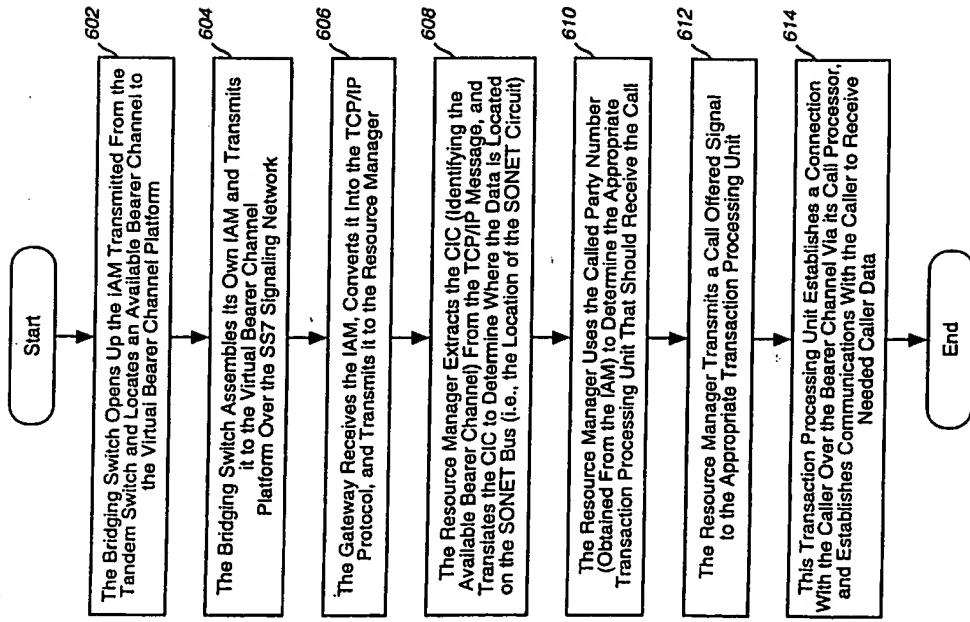 Start
602
The Bridging Switch Opens Up the IAM Transmitted From the
Tandem Switch and Locates an Available Bearer Channel to
the Virtual Bearer Channel Platform
604
The Bridging Switch Assembles Its Own IAM and Transmits
it to the Virtual Bearer Channel
Platform Over the SS7 Signaling Network
606
The Gateway Receives the IAM, Converts It Into the TCP/IP
Protocol, and Transmits it to the Resource Manager
608
The Resource Manager Extracts the CIC (Identifying the
Available Bearer Channel) From the TCP/IP Message, and
Translates the CIC to Determine Where the Data Is Located
on the SONET Bus (i.e., the Location of the SONET Circuit)
610
The Resource Manager Uses the Called Party Number
(Obtained From the IAM) to Determine the Appropriate
Transaction Processing Unit That Should Receive the Call
612
The Resource Manager Transmits a Call Offered Signal
to the Appropriate Transaction Processing Unit
614
This Transaction Processing Unit Establishes a Connection
With the Caller Over the Bearer Channel Via its Call Processor,
and Establishes Communications With the Caller to Receive
Needed Caller Data
End